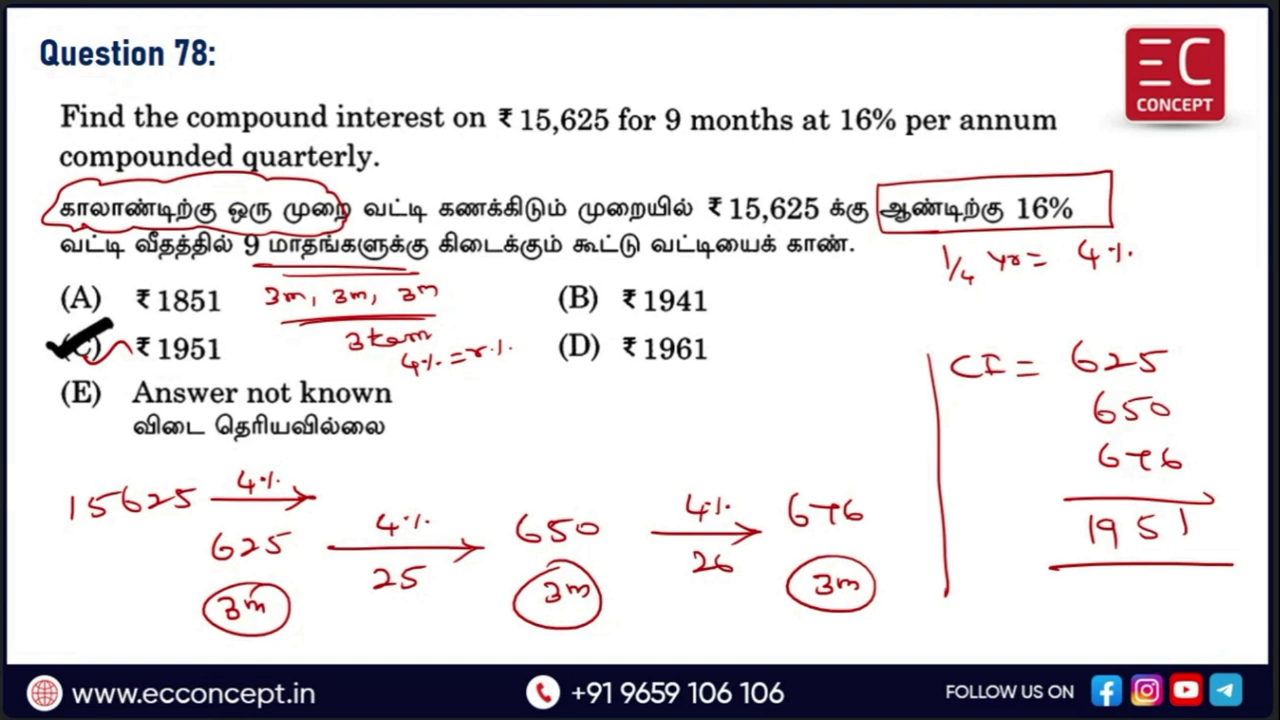 Question 78:
EC
CONCEPT
Find the compound interest on ₹ 15,625 for 9 months at 16% per annum
compounded quarterly.
காலாண்டிற்கு ஒரு முறை வட்டி கணக்கிடும் முறையில் ₹ 15,625 க்கு ஆண்டிற்கு 16%
வட்டி வீதத்தில் 9 மாதங்களுக்கு கிடைக்கும் கூட்டு வட்டியைக் காண்.
1/4 yr = 4%
(A) ₹ 1851
3m, 3m, 3m
(B) ₹ 1941
3 tem
(C) ₹ 1951
4% = r%
(D) ₹ 1961
(E) Answer not known
விடை தெரியவில்லை
CI = 625
650
676
1951
15625 4%
625 4% 650 4% 676
25 26
3m 3m 3m
www.ecconcept.in
+91 9659 106 106
FOLLOW US ON